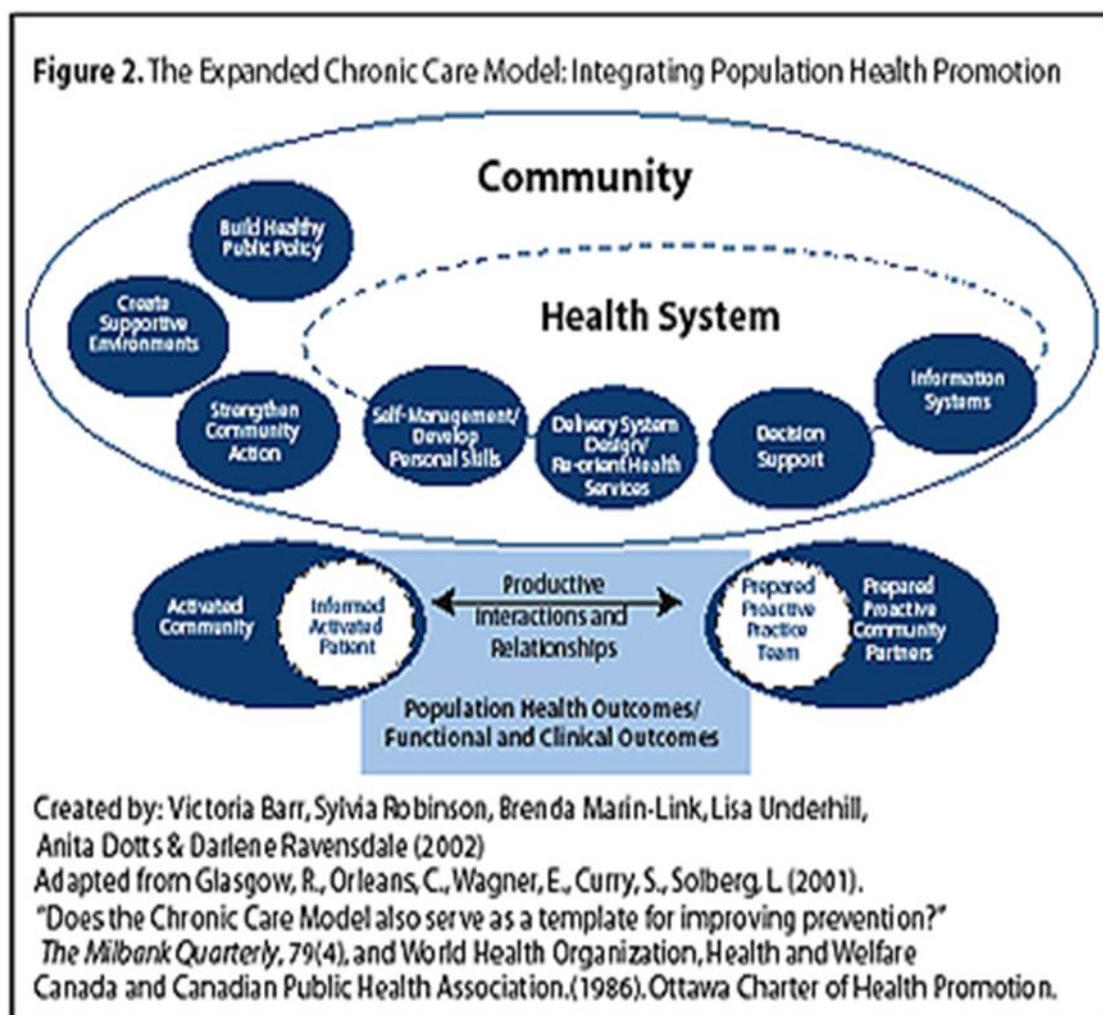 Figure 2. The Expanded Chronic Care Model: Integrating Population Health Promotion
Community
Build Healthy
Public Policy
Create
Supportive
Environments
Strengthen
Community
Action
Health System
Self-Management/
Develop
Personal Skills
Delivery System
Design/
Re-orient Health
Services
Decision
Support
Information
Systems
Activated
Community
Informed
Activated
Patient
Productive
Interactions and
Relationships
Prepared
Proactive
Practice
Team
Prepared
Proactive
Community
Partners
Population Health Outcomes/
Functional and Clinical Outcomes
Created by: Victoria Barr, Sylvia Robinson, Brenda Marin-Link, Lisa Underhill,
Anita Dotts & Darlene Ravensdale (2002)
Adapted from Glasgow, R., Orleans, C., Wagner, E., Curry, S., Solberg, L. (2001).
"Does the Chronic Care Model also serve as a template for improving prevention?"
The Milbank Quarterly, 79(4), and World Health Organization, Health and Welfare
Canada and Canadian Public Health Association. (1986). Ottawa Charter of Health Promotion.